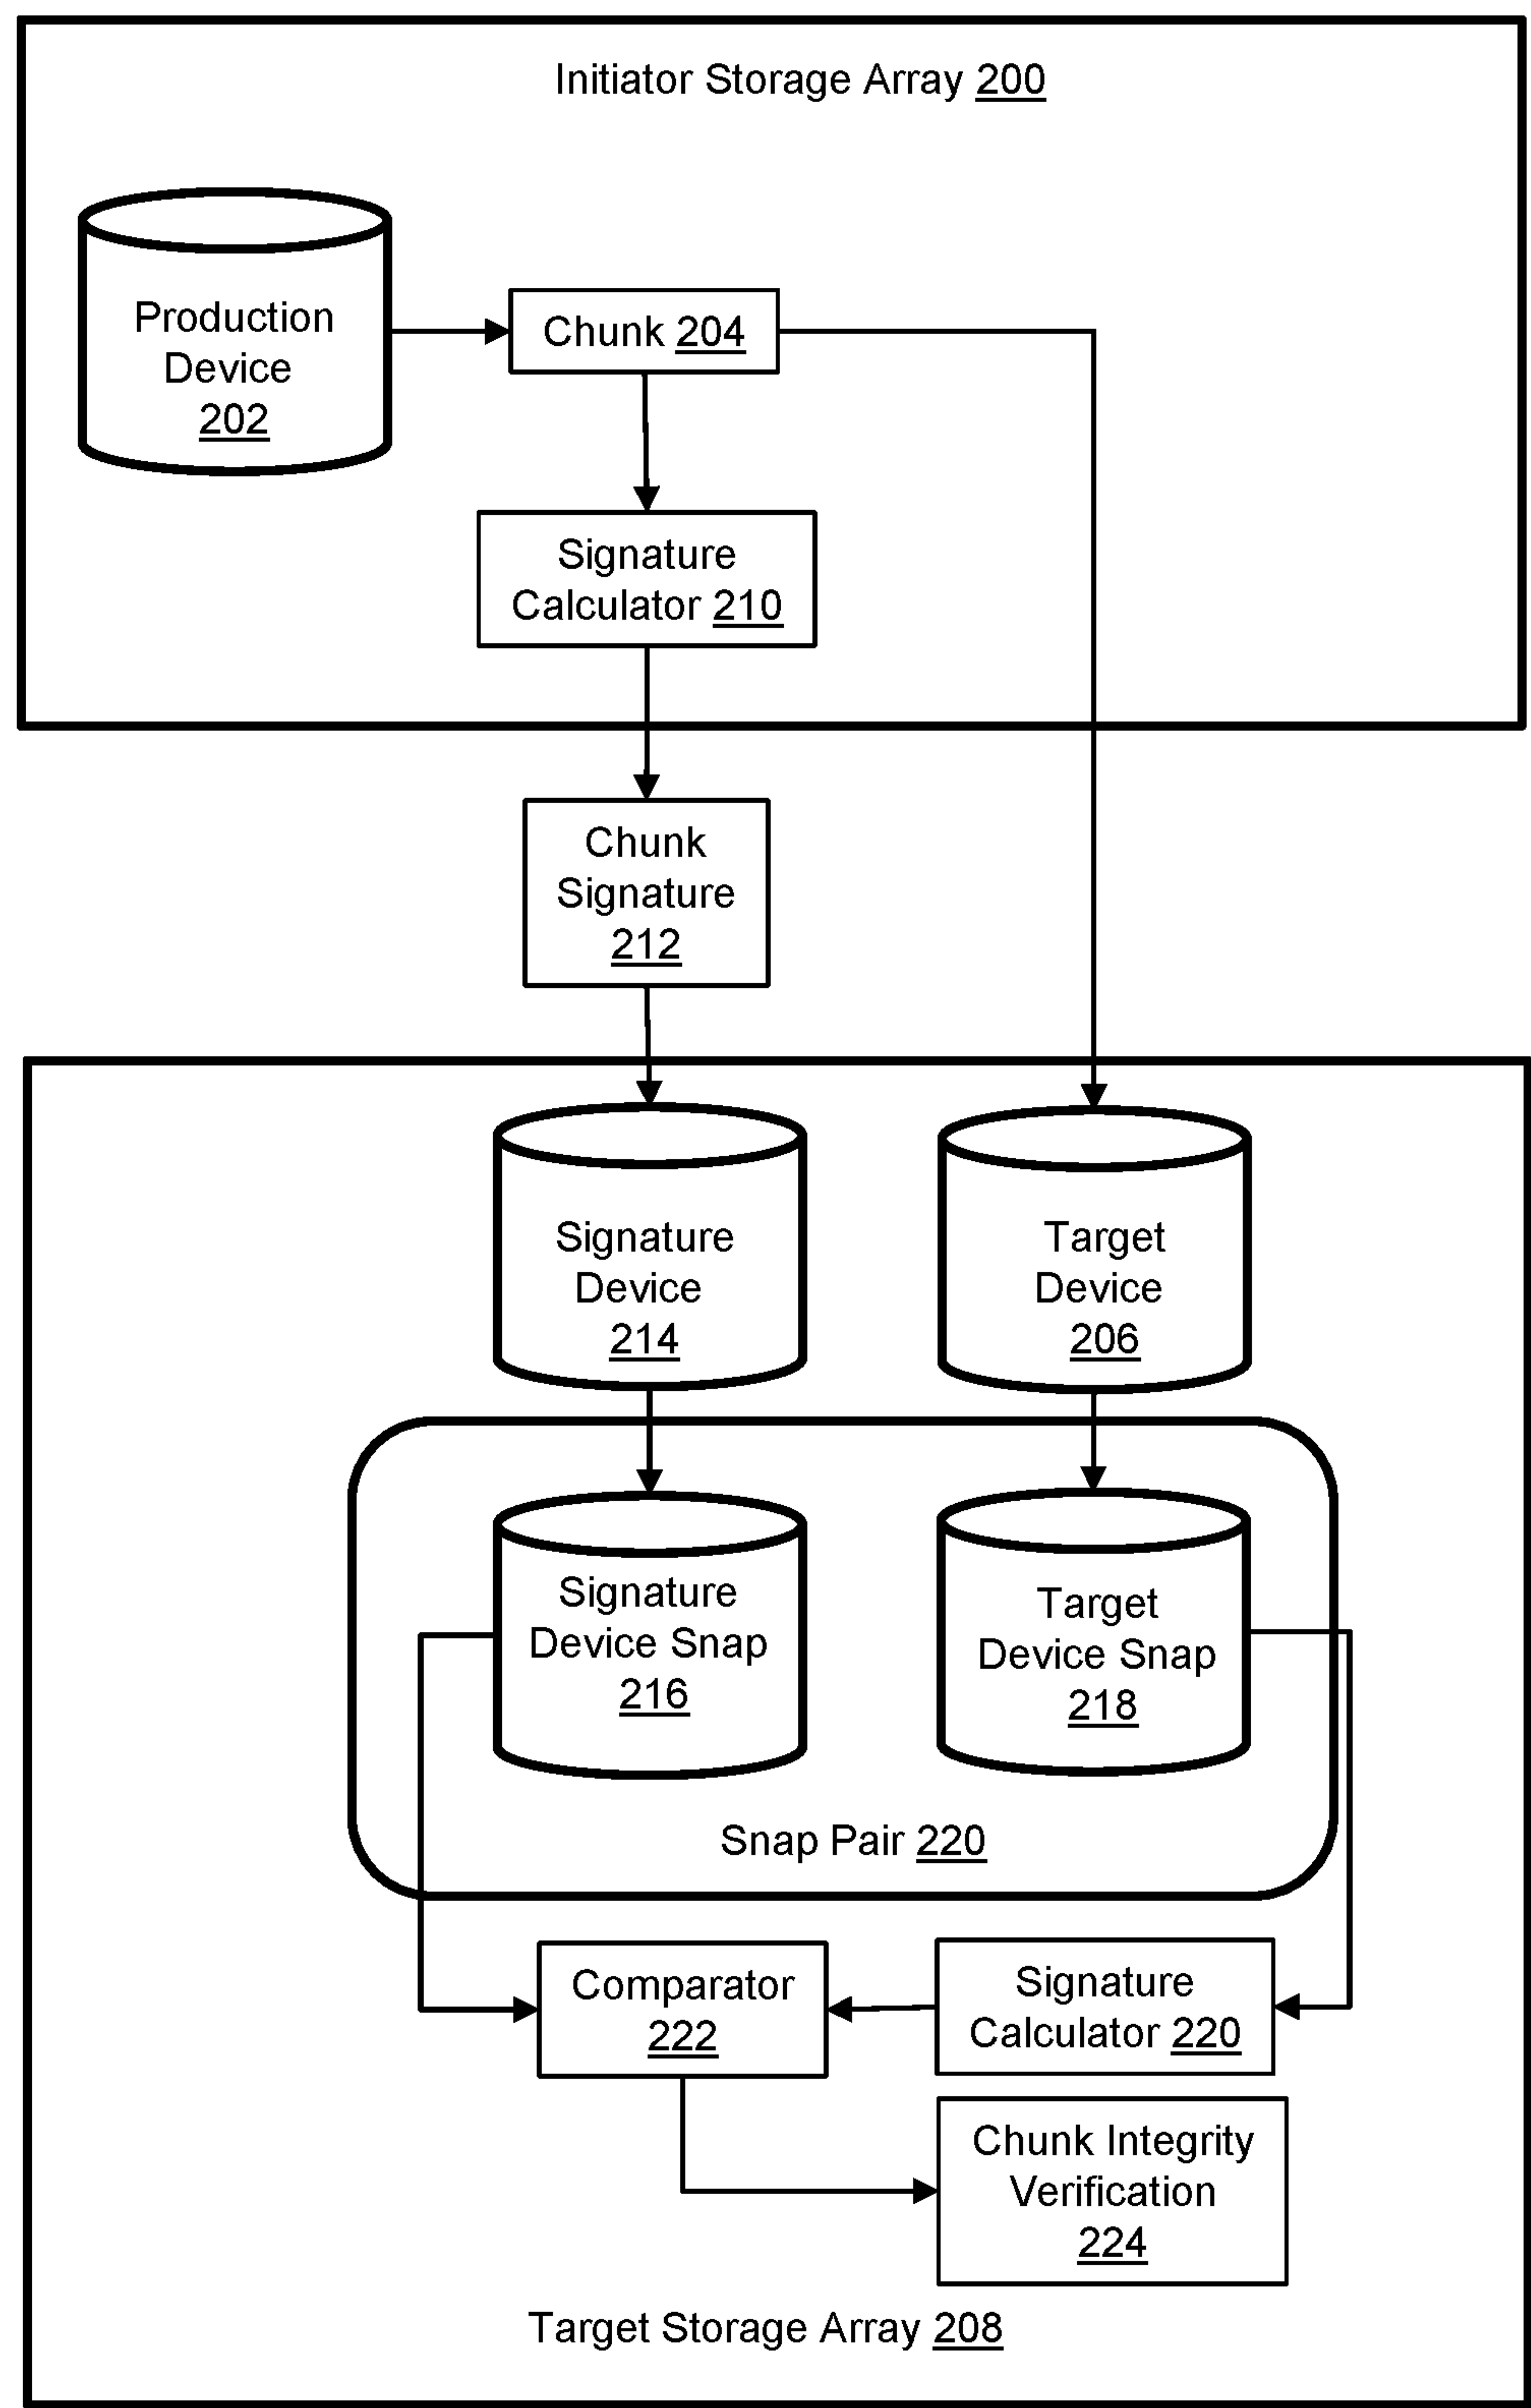 Initiator Storage Array 200
Production
Device
202
Chunk 204
Signature
Calculator 210
Chunk
Signature
212
Signature
Device
214
Target
Device
206
Signature
Device Snap
216
Target
Device Snap
218
Snap Pair 220
Comparator
222
Signature
Calculator 220
Chunk Integrity
Verification
224
Target Storage Array 208